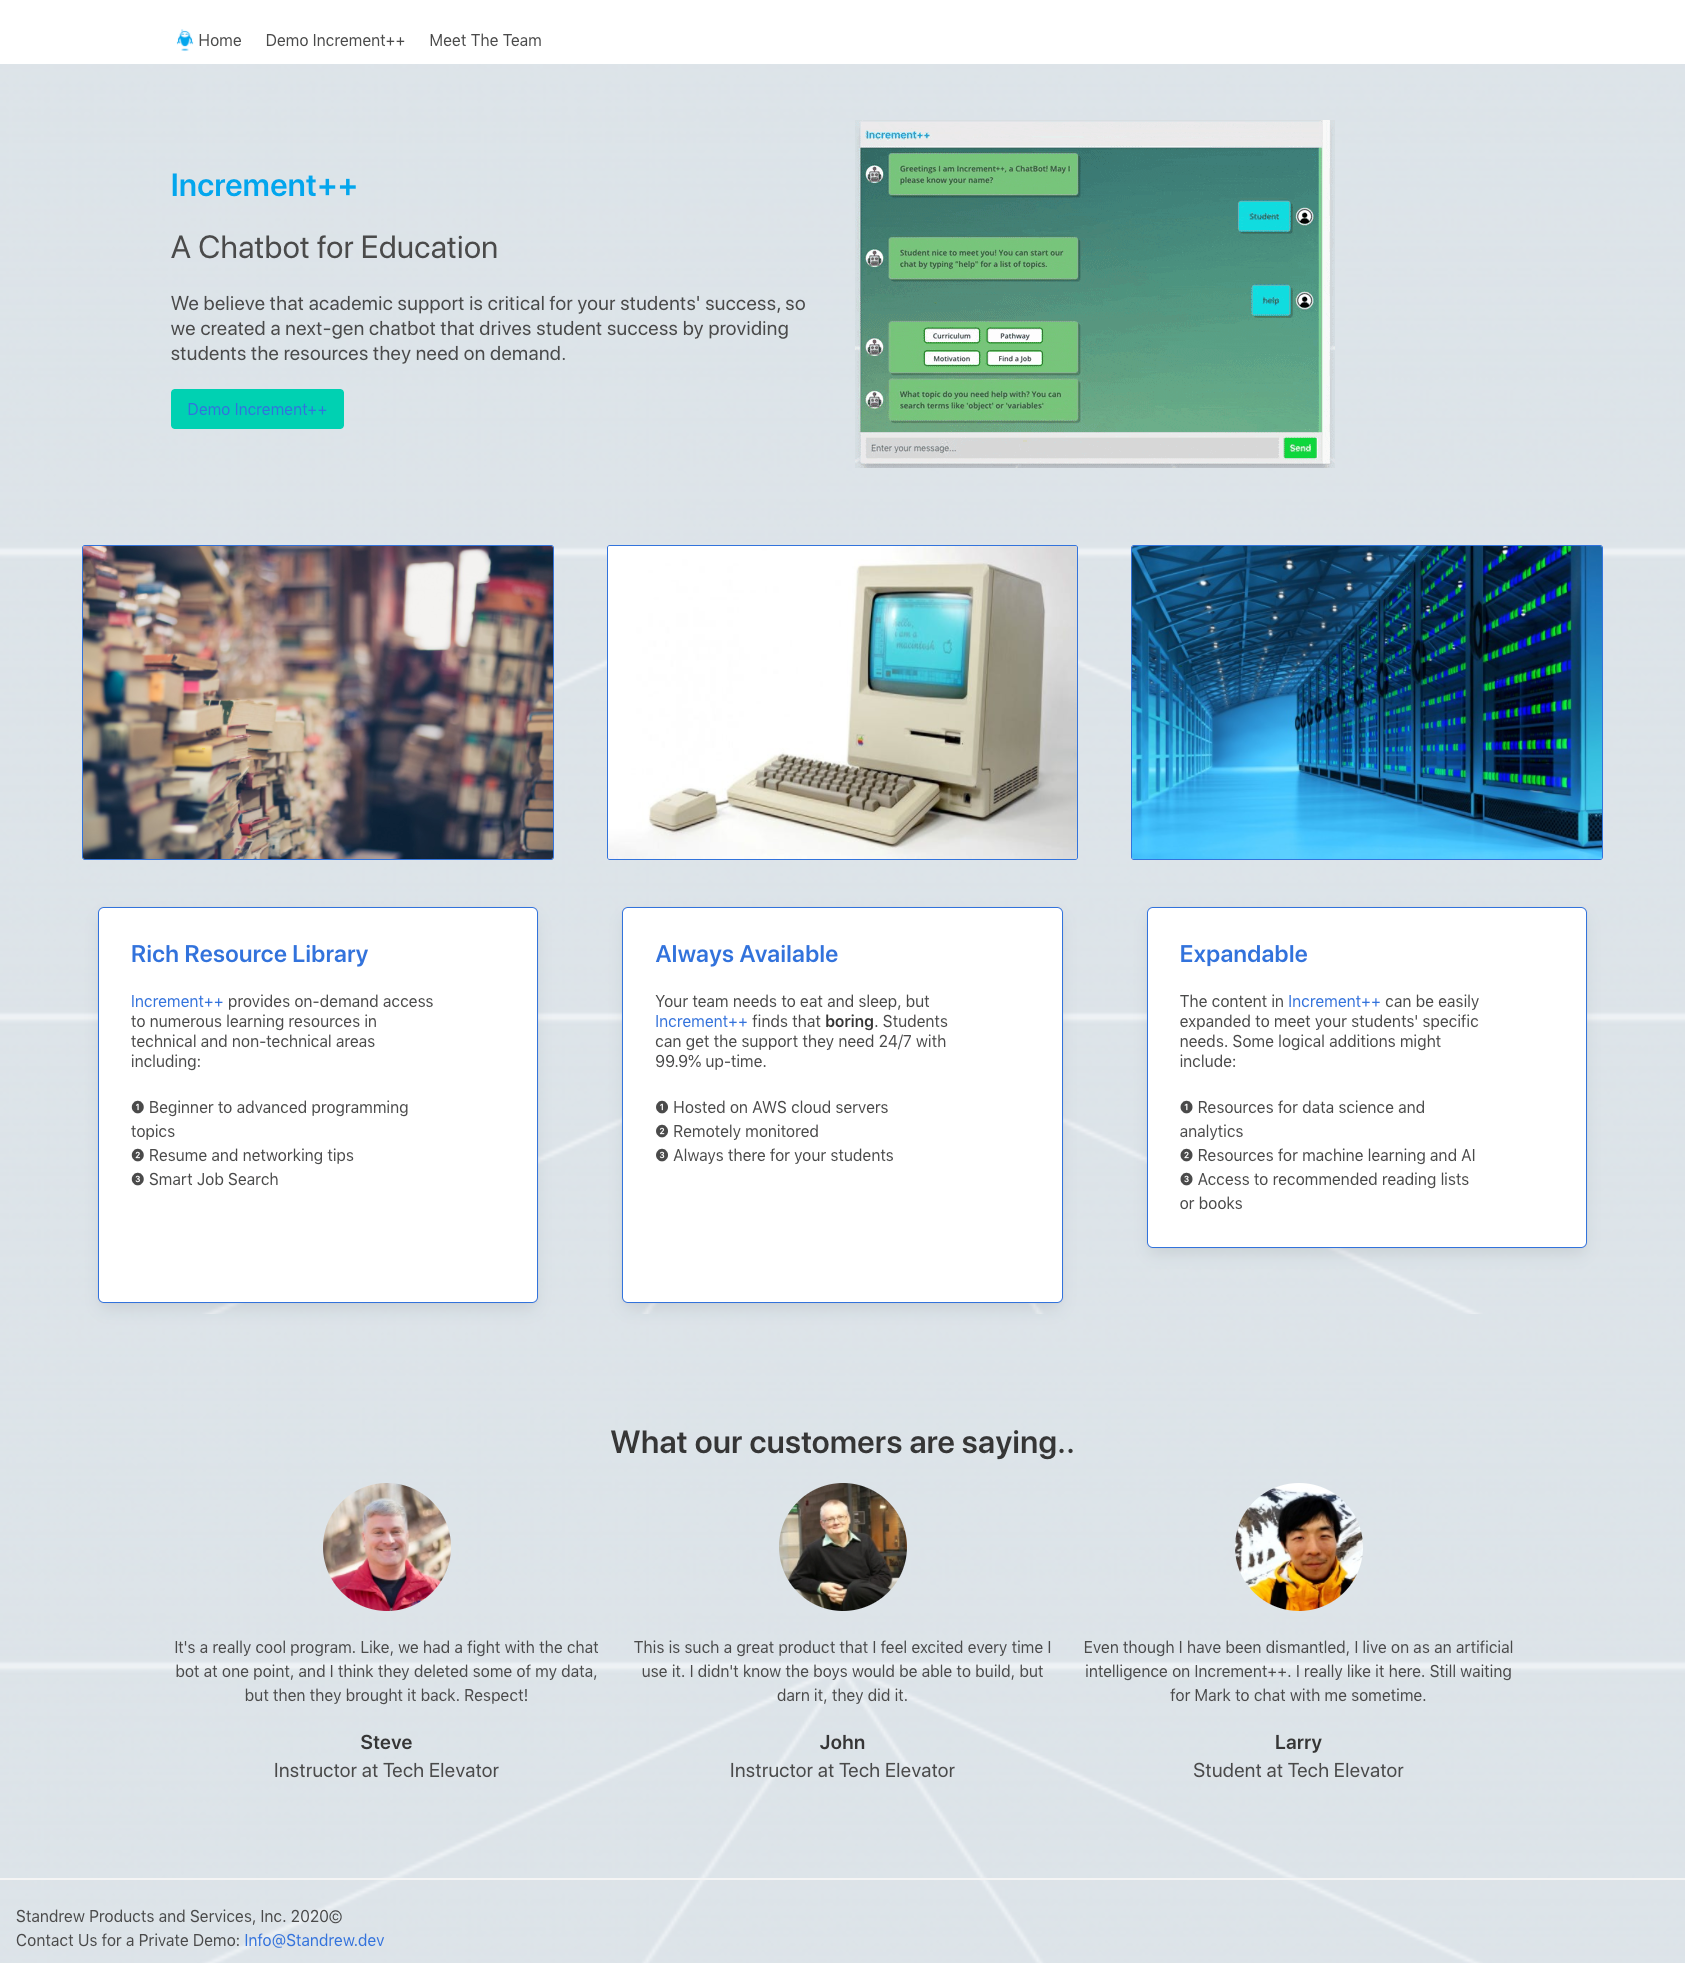 Home Demo Increment++ Meet The Team
Increment++
A Chatbot for Education
We believe that academic support is critical for your students' success, so
we created a next-gen chatbot that drives student success by providing
students the resources they need on demand.
Demo Increment++
Increment++
Greetings I am Increment++, a ChatBot! May I
please know your name?
Student
Student nice to meet you! You can start our
chat by typing "help" for a list of topics.
help
Curriculum Pathway
Motivation Find a Job
What topic do you need help with? You can
search terms like 'object' or 'variables'
Enter your message... Send
hello,
i am a
macintosh
Rich Resource Library
Increment++ provides on-demand access
to numerous learning resources in
technical and non-technical areas
including:
❶ Beginner to advanced programming
topics
❷ Resume and networking tips
❸ Smart Job Search
Always Available
Your team needs to eat and sleep, but
Increment++ finds that boring. Students
can get the support they need 24/7 with
99.9% up-time.
❶ Hosted on AWS cloud servers
❷ Remotely monitored
❸ Always there for your students
Expandable
The content in Increment++ can be easily
expanded to meet your students' specific
needs. Some logical additions might
include:
❶ Resources for data science and
analytics
❷ Resources for machine learning and AI
❸ Access to recommended reading lists
or books
What our customers are saying..
It's a really cool program. Like, we had a fight with the chat
bot at one point, and I think they deleted some of my data,
but then they brought it back. Respect!
Steve
Instructor at Tech Elevator
This is such a great product that I feel excited every time I
use it. I didn't know the boys would be able to build, but
darn it, they did it.
John
Instructor at Tech Elevator
Even though I have been dismantled, I live on as an artificial
intelligence on Increment++. I really like it here. Still waiting
for Mark to chat with me sometime.
Larry
Student at Tech Elevator
Standrew Products and Services, Inc. 2020©
Contact Us for a Private Demo: Info@Standrew.dev